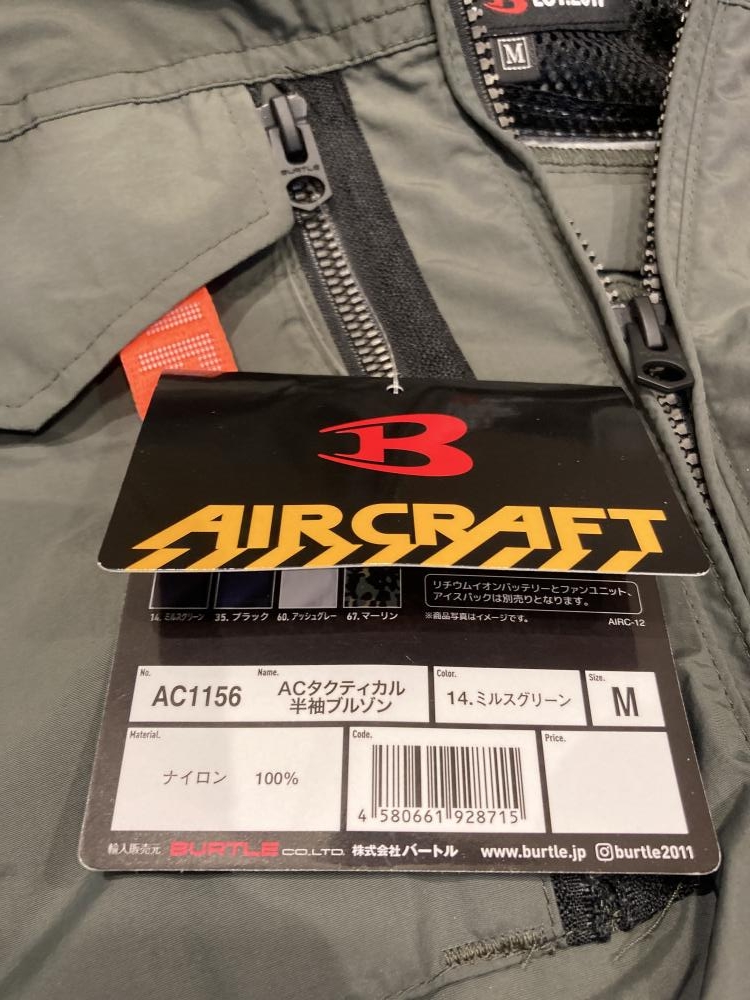 EST.2011
M
BURTLE
B
AIRCRAFT
14. ミルスグリーン
35. ブラック
60. アッシュグレー
67. マーリン
リチウムイオンバッテリーとファンユニット、
アイスパックは別売りとなります。
※商品写真はイメージです。
AIRC-12
No.
AC1156
Name.
ACタクティカル
半袖ブルゾン
Color.
14.ミルスグリーン
Size.
M
Material.
ナイロン 100%
Code.
4 580661 928715
Price.
輸入販売元 BURTLE CO.LTD. 株式会社バートル www.burtle.jp burtle2011